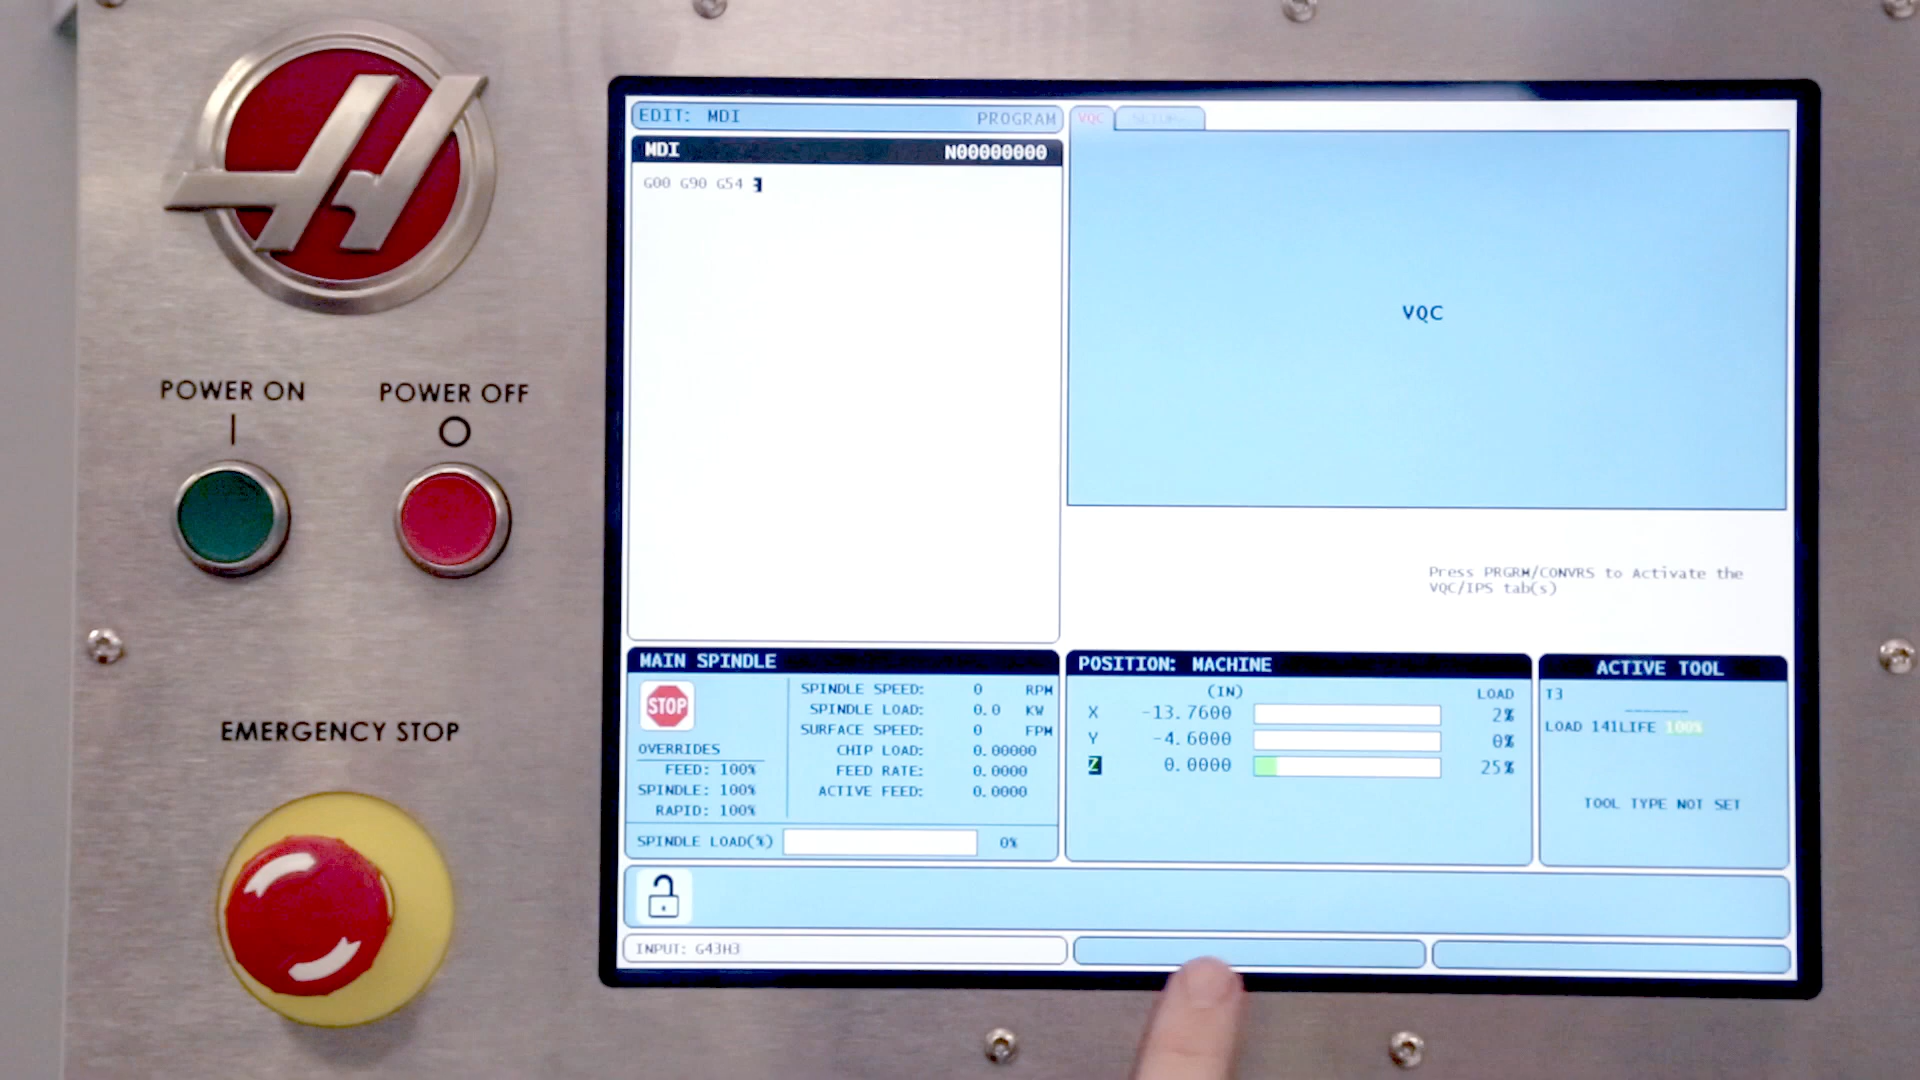 POWER ON
POWER OFF
EMERGENCY STOP
EDIT: MDI PROGRAM
MDI N00000000
G00 G90 G54 ;
VQC
VQC
Press PRGRM/CONVRS to Activate the
VQC/IPS tab(s)
MAIN SPINDLE
STOP
OVERRIDES
FEED: 100%
SPINDLE: 100%
RAPID: 100%
SPINDLE SPEED: 0 RPM
SPINDLE LOAD: 0.0 KW
SURFACE SPEED: 0 FPM
CHIP LOAD: 0.00000
FEED RATE: 0.0000
ACTIVE FEED: 0.0000
SPINDLE LOAD(%) 0%
POSITION: MACHINE
(IN) LOAD
X -13.7600 2%
Y -4.6000 0%
Z 0.0000 25%
ACTIVE TOOL
T3
LOAD 141LIFE 100%
TOOL TYPE NOT SET
INPUT: G43H3